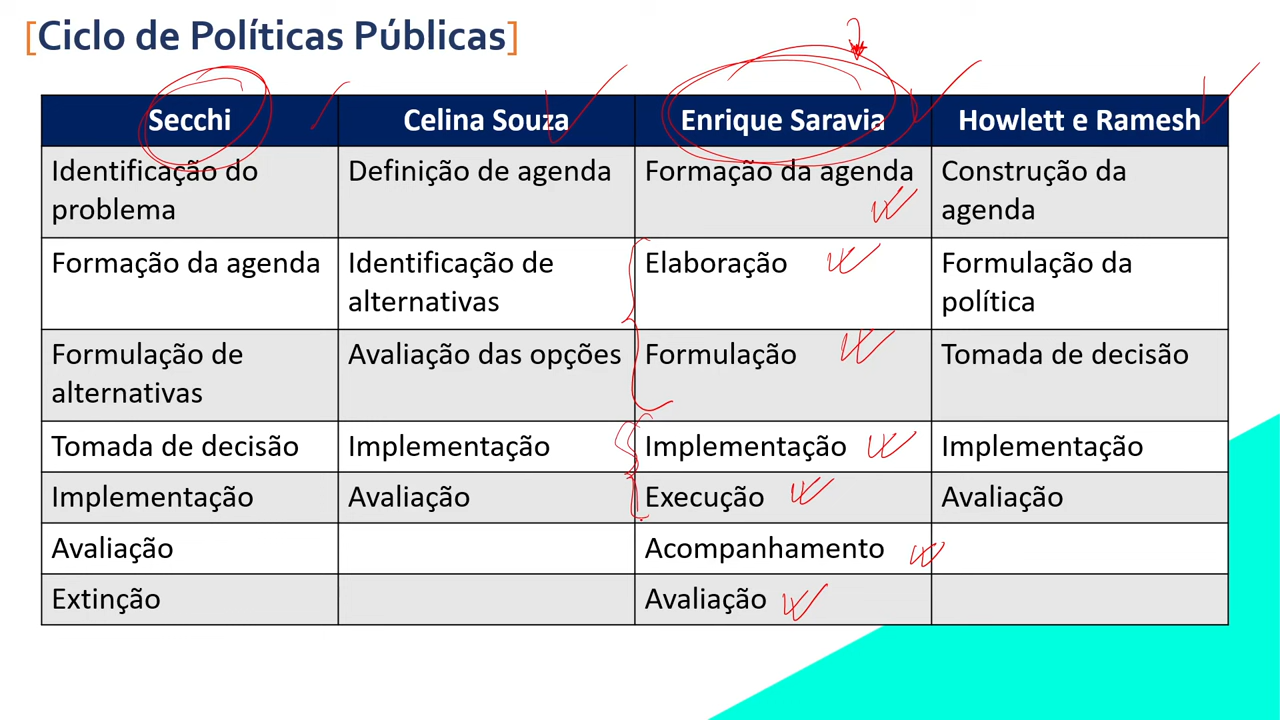 [Ciclo de Políticas Públicas]
Secchi Celina Souza Enrique Saravia Howlett e Ramesh
Identificação do Definição de agenda Formação da agenda Construção da
problema agenda
Formação da agenda Identificação de Elaboração Formulação da
alternativas política
Formulação de Avaliação das opções Formulação Tomada de decisão
alternativas
Tomada de decisão Implementação Implementação Implementação
Implementação Avaliação Execução Avaliação
Avaliação Acompanhamento
Extinção Avaliação